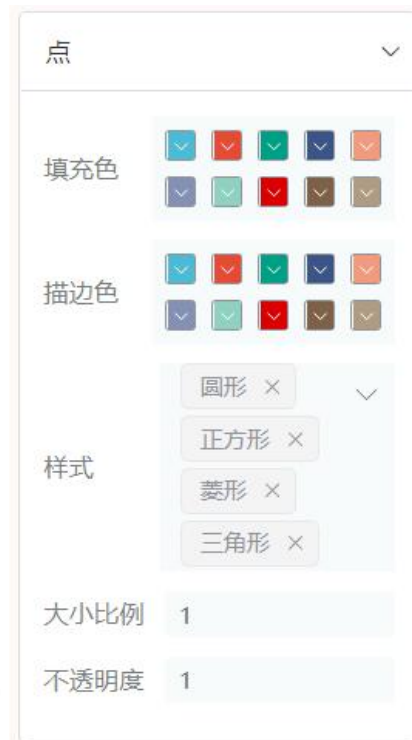 点
填充色
描边色
样式
圆形 ×
正方形 ×
菱形 ×
三角形 ×
大小比例 1
不透明度 1